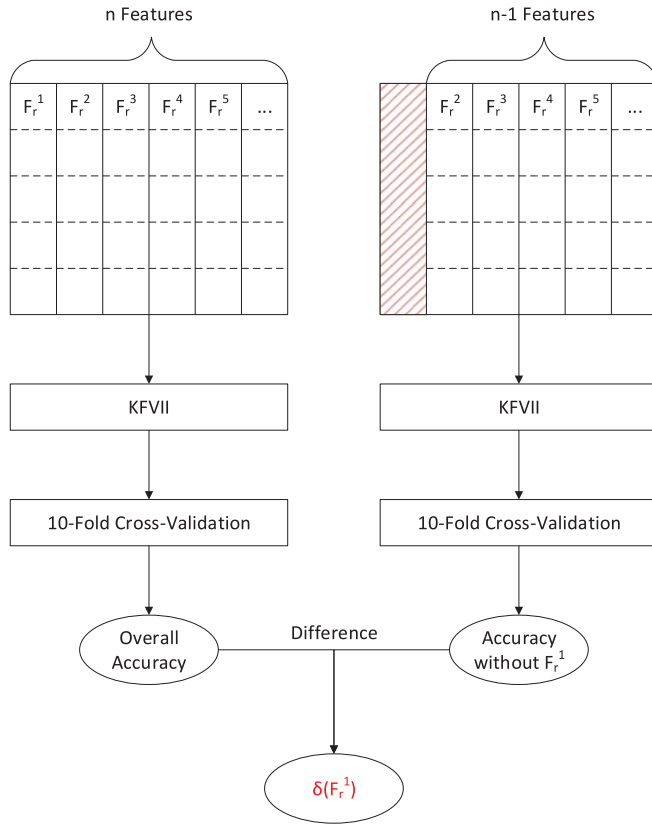 n Features
n-1 Features
Fᵣ¹ Fᵣ² Fᵣ³ Fᵣ⁴ Fᵣ⁵ ...
Fᵣ² Fᵣ³ Fᵣ⁴ Fᵣ⁵ ...
KFVII
KFVII
10-Fold Cross-Validation
10-Fold Cross-Validation
Overall
Accuracy
Difference
Accuracy
without Fᵣ¹
δ(Fᵣ¹)